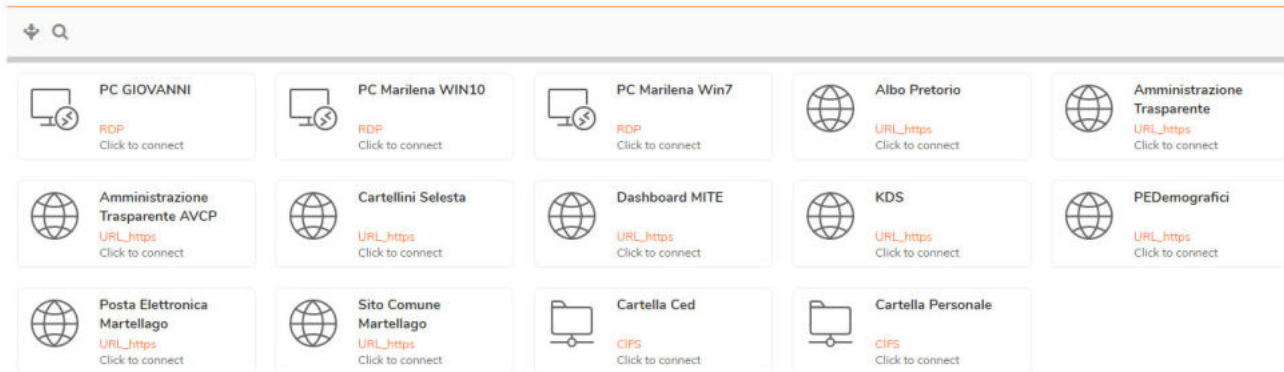 PC GIOVANNI
RDP
Click to connect
PC Marilena WIN10
RDP
Click to connect
PC Marilena Win7
RDP
Click to connect
Albo Pretorio
URL_https
Click to connect
Amministrazione
Trasparente
URL_https
Click to connect
Amministrazione
Trasparente AVCP
URL_https
Click to connect
Cartellini Selesta
URL_https
Click to connect
Dashboard MITE
URL_https
Click to connect
KDS
URL_https
Click to connect
PEDemografici
URL_https
Click to connect
Posta Elettronica
Martellago
URL_https
Click to connect
Sito Comune
Martellago
URL_https
Click to connect
Cartella Ced
CIFS
Click to connect
Cartella Personale
CIFS
Click to connect